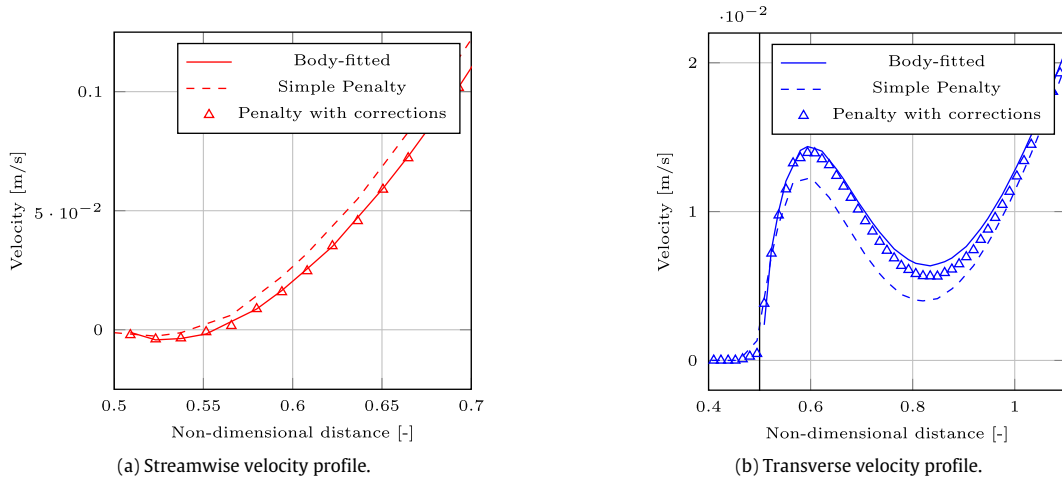 0.1
5 · 10−2
0
0.5
0.55
0.6
0.65
0.7
Velocity [m/s]
Non-dimensional distance [-]
Body-fitted
Simple Penalty
Penalty with corrections
(a) Streamwise velocity profile.
·10−2
2
1
0
0.4
0.6
0.8
1
Velocity [m/s]
Non-dimensional distance [-]
Body-fitted
Simple Penalty
Penalty with corrections
(b) Transverse velocity profile.